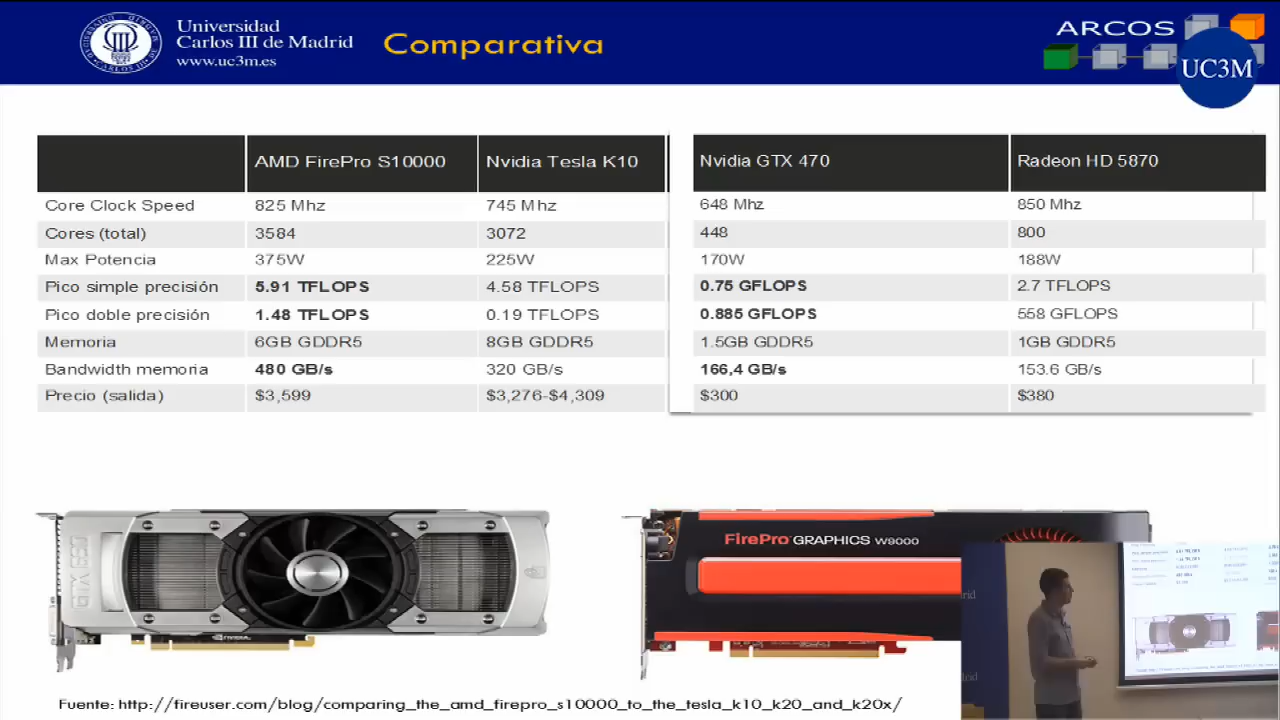 Universidad
Carlos III de Madrid
www.uc3m.es
Comparativa
ARCOS
UC3M
AMD FirePro S10000 Nvidia Tesla K10 Nvidia GTX 470 Radeon HD 5870
Core Clock Speed 825 Mhz 745 Mhz 648 Mhz 850 Mhz
Cores (total) 3584 3072 448 800
Max Potencia 375W 225W 170W 188W
Pico simple precisión 5.91 TFLOPS 4.58 TFLOPS 0.75 GFLOPS 2.7 TFLOPS
Pico doble precisión 1.48 TFLOPS 0.19 TFLOPS 0.885 GFLOPS 558 GFLOPS
Memoria 6GB GDDR5 8GB GDDR5 1.5GB GDDR5 1GB GDDR5
Bandwidth memoria 480 GB/s 320 GB/s 166,4 GB/s 153.6 GB/s
Precio (salida) $3,599 $3,276-$4,309 $300 $380
GTX 690
NVIDIA
FirePro GRAPHICS W9000
Fuente: http://fireuser.com/blog/comparing_the_amd_firepro_s10000_to_the_tesla_k10_k20_and_k20x/